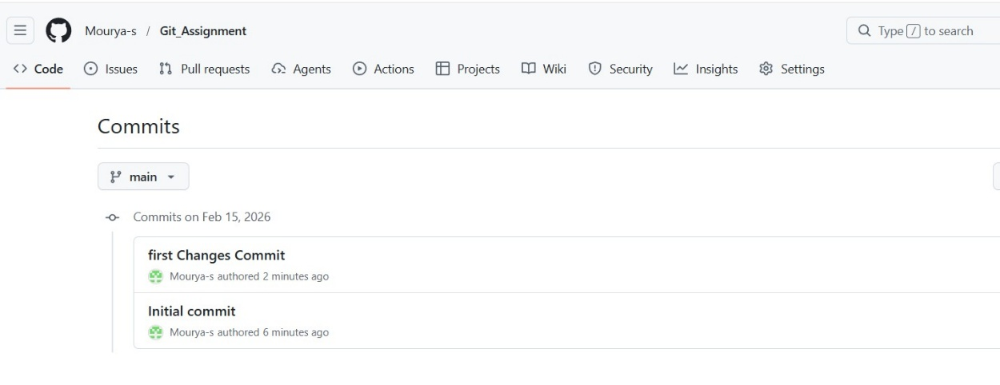 Mourya-s / Git_Assignment
Type / to search
Code Issues Pull requests Agents Actions Projects Wiki Security Insights Settings
Commits
main
Commits on Feb 15, 2026
first Changes Commit
Mourya-s authored 2 minutes ago
Initial commit
Mourya-s authored 6 minutes ago